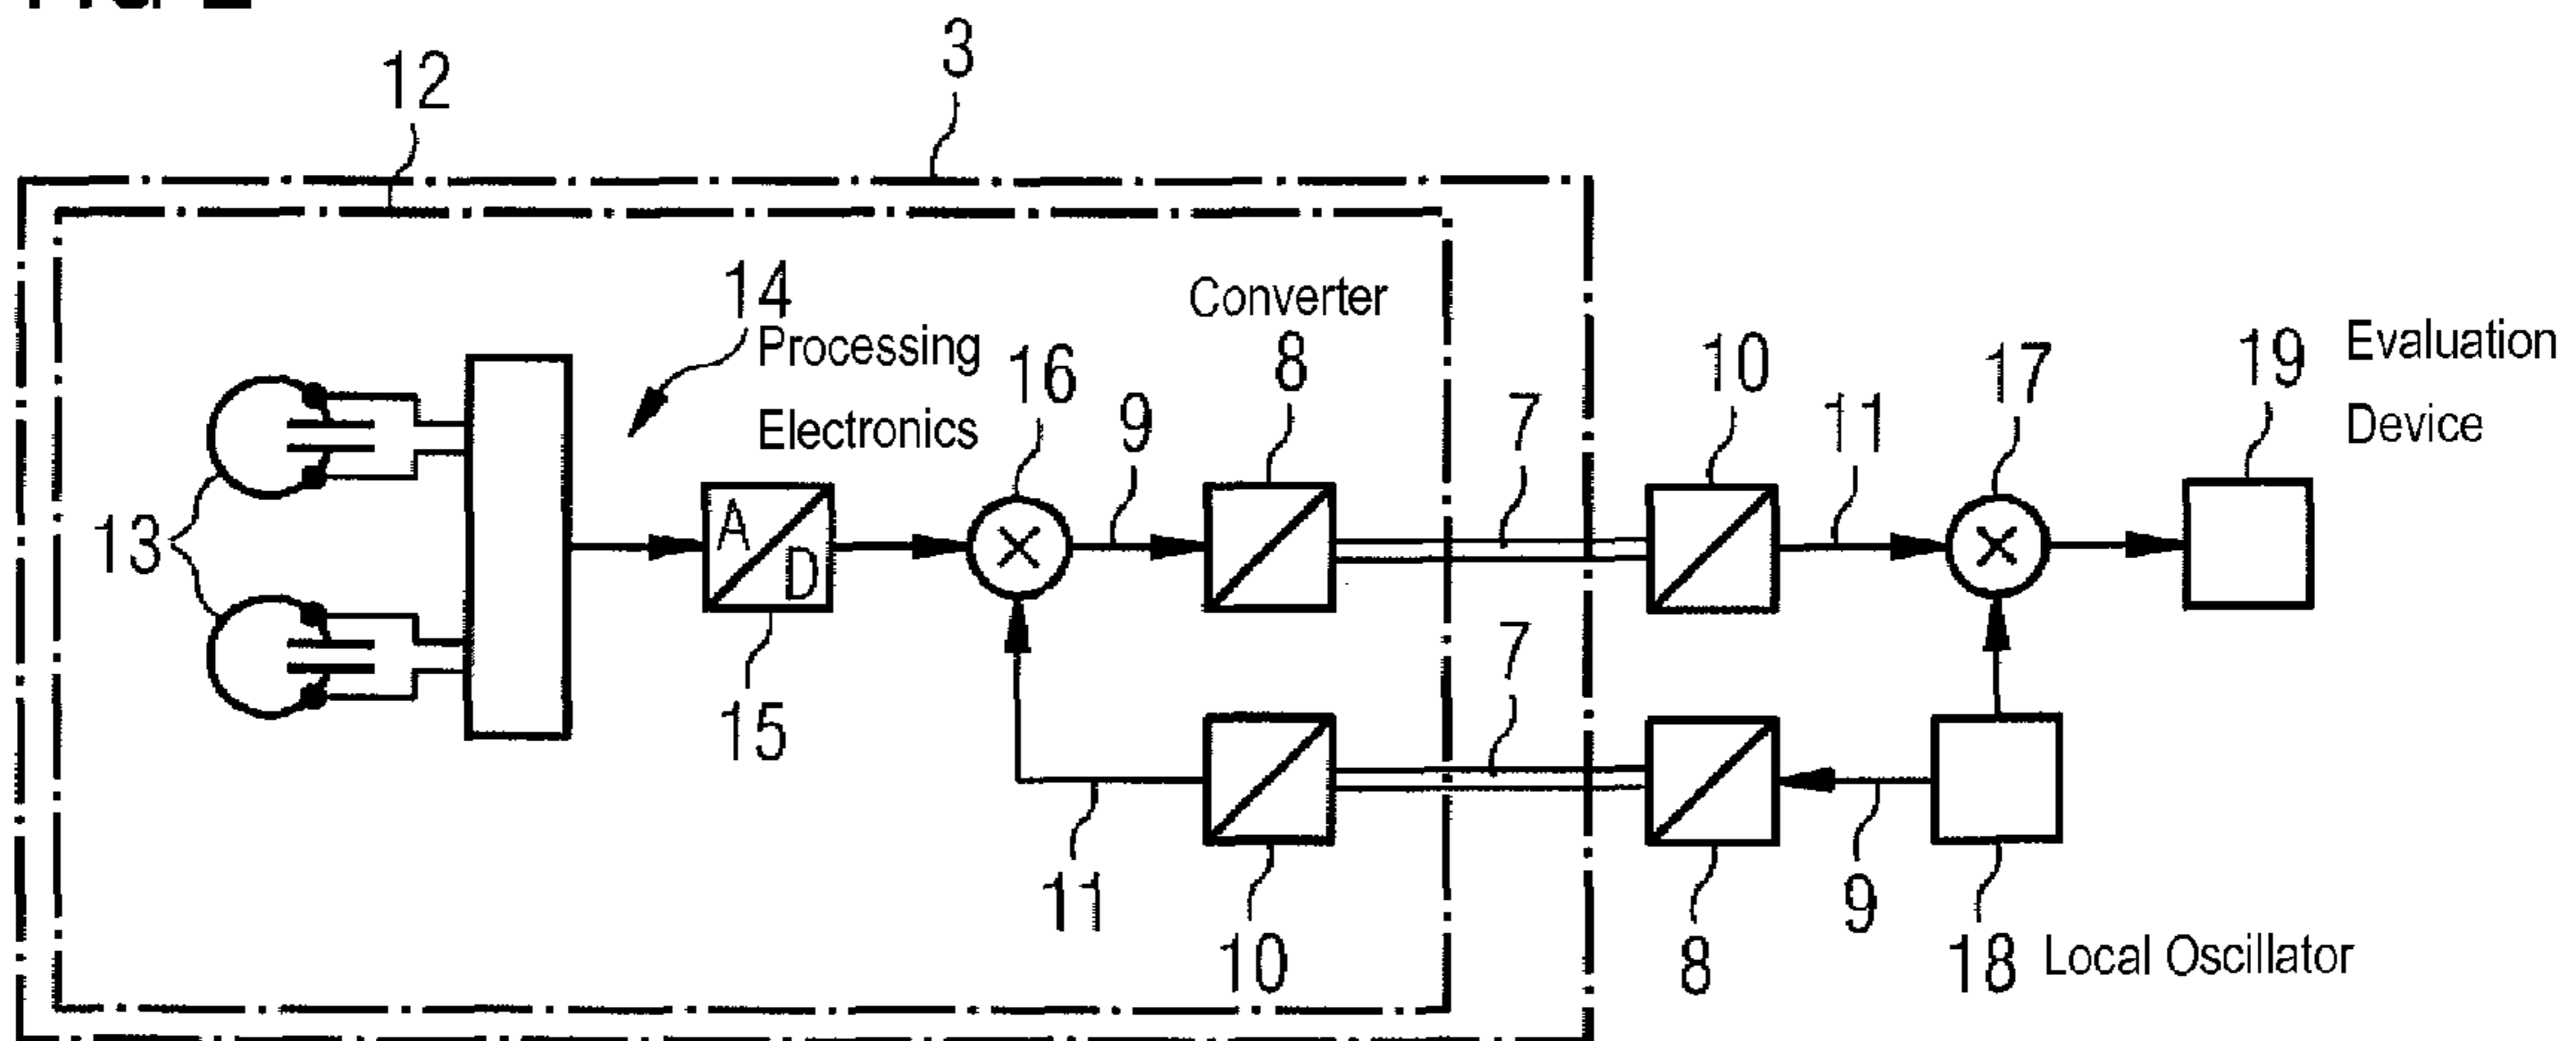 3
12
14
Processing
Electronics
Converter
8
16
9
7
10
11
17
19
Evaluation
Device
13
A
D
15
7
11
10
8
9
18 Local Oscillator